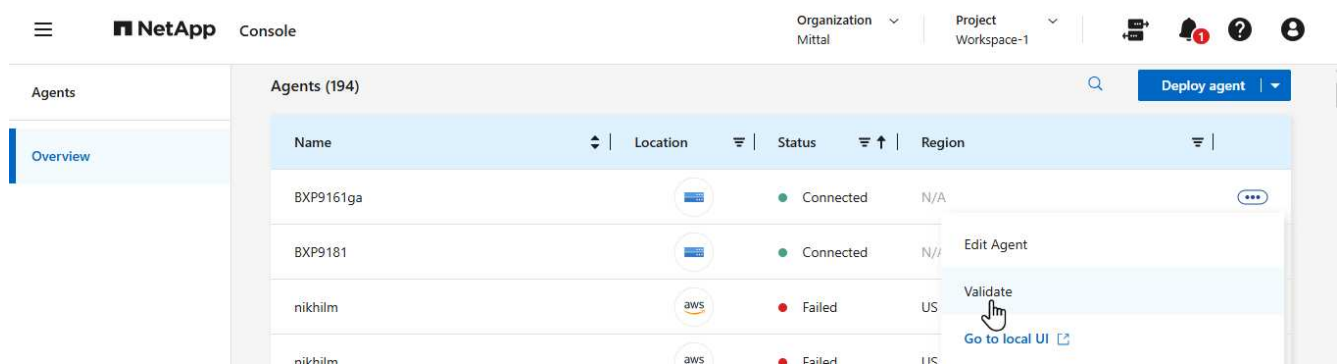 NetApp Console
Organization
Mittal
Project
Workspace-1
1
Agents
Overview
Agents (194)
Deploy agent
Name Location Status Region
BXP9161ga Connected N/A
BXP9181 Connected N/
nikhilm aws Failed US
nikhilm aws Failed US
Edit Agent
Validate
Go to local UI